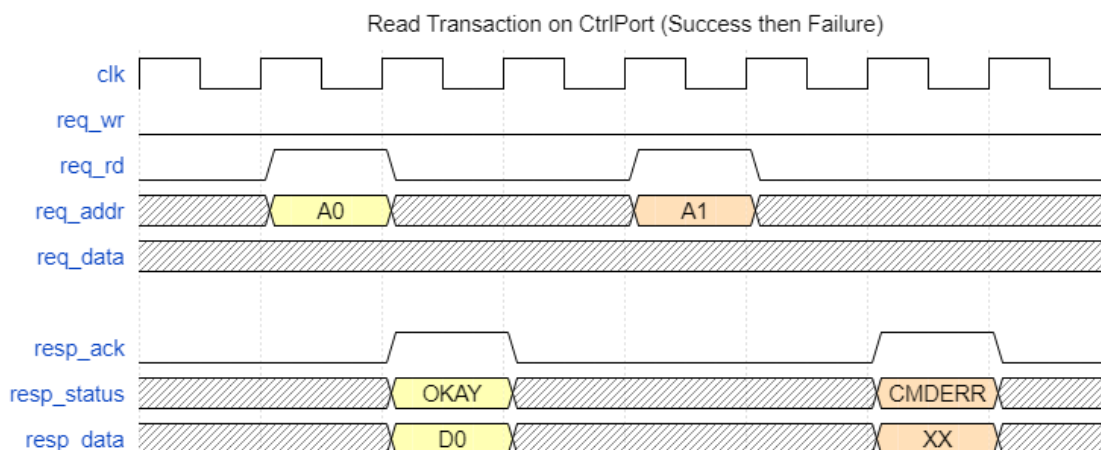 Read Transaction on CtrlPort (Success then Failure)
clk
req_wr
req_rd
req_addr A0 A1
req_data
resp_ack
resp_status OKAY CMDERR
resp_data D0 XX